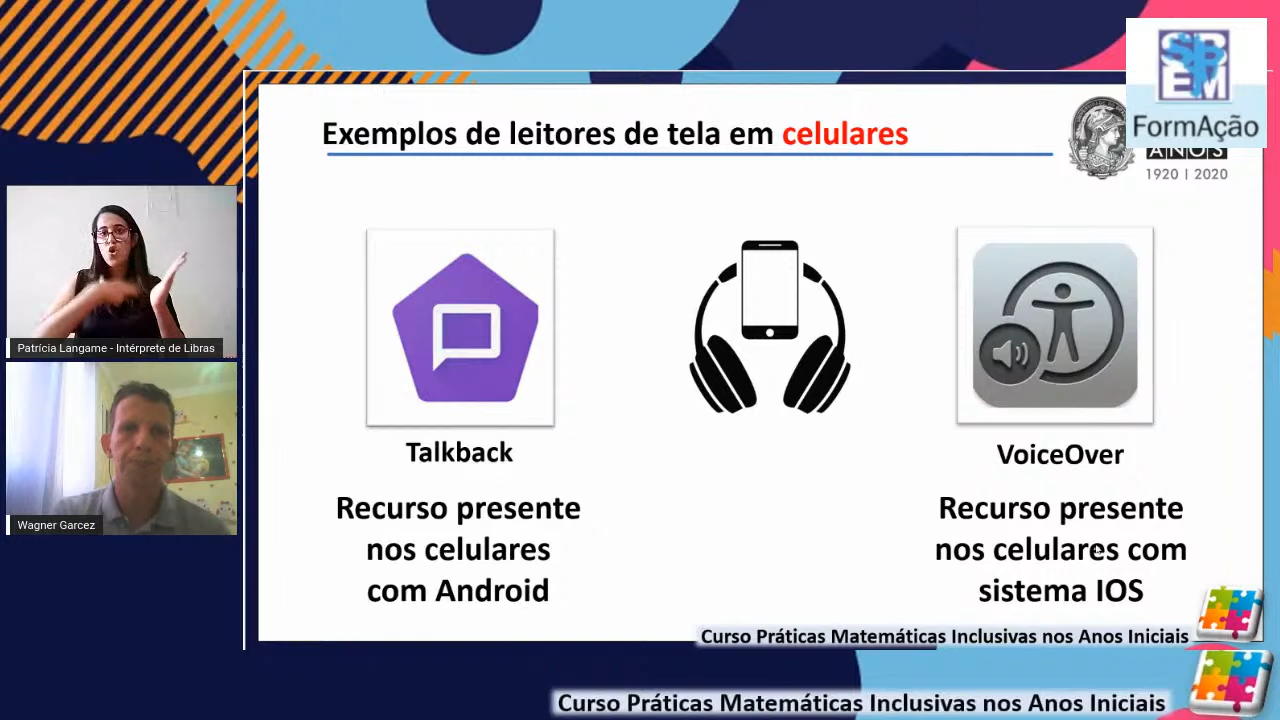 SBEM
FormAção
Exemplos de leitores de tela em celulares
ANOS
1920 | 2020
Patrícia Langame - Intérprete de Libras
Wagner Garcez
Talkback
Recurso presente
nos celulares
com Android
VoiceOver
Recurso presente
nos celulares com
sistema IOS
Curso Práticas Matemáticas Inclusivas nos Anos Iniciais
Curso Práticas Matemáticas Inclusivas nos Anos Iniciais